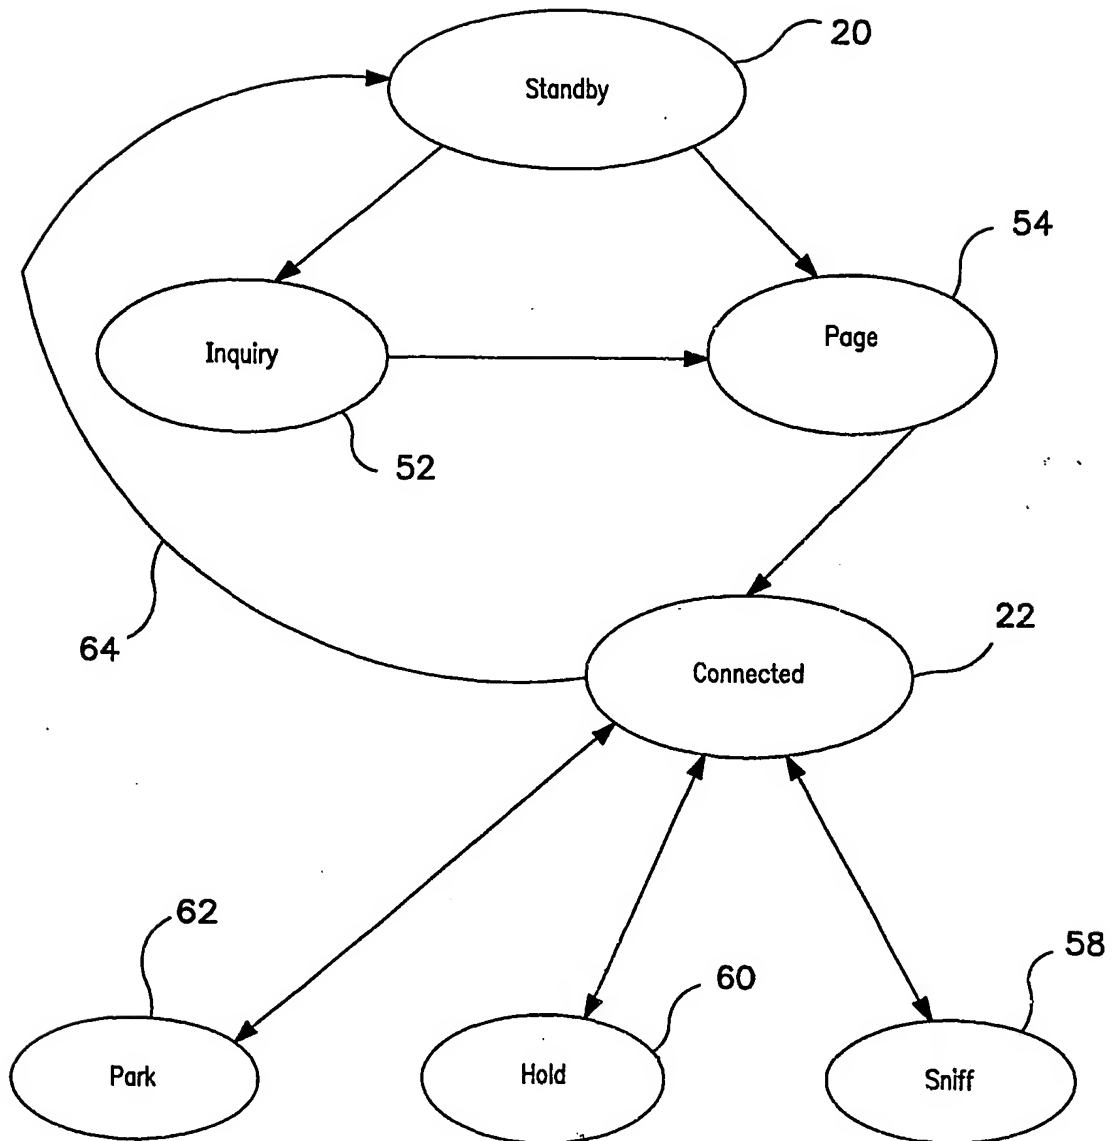 20
Standby
54
Page
Inquiry
52
22
Connected
64
62
58
60
Park
Hold
Sniff